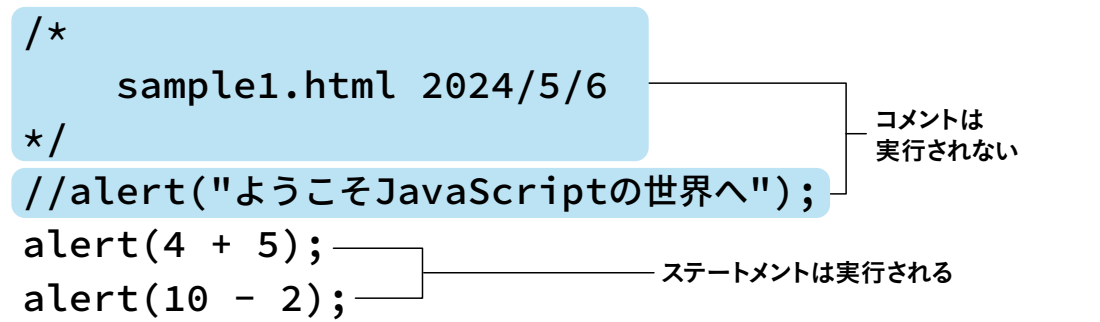 /*
sample1.html 2024/5/6
*/
コメントは
実行されない
//alert("ようこそJavaScriptの世界へ");
alert(4 + 5);
ステートメントは実行される
alert(10 - 2);